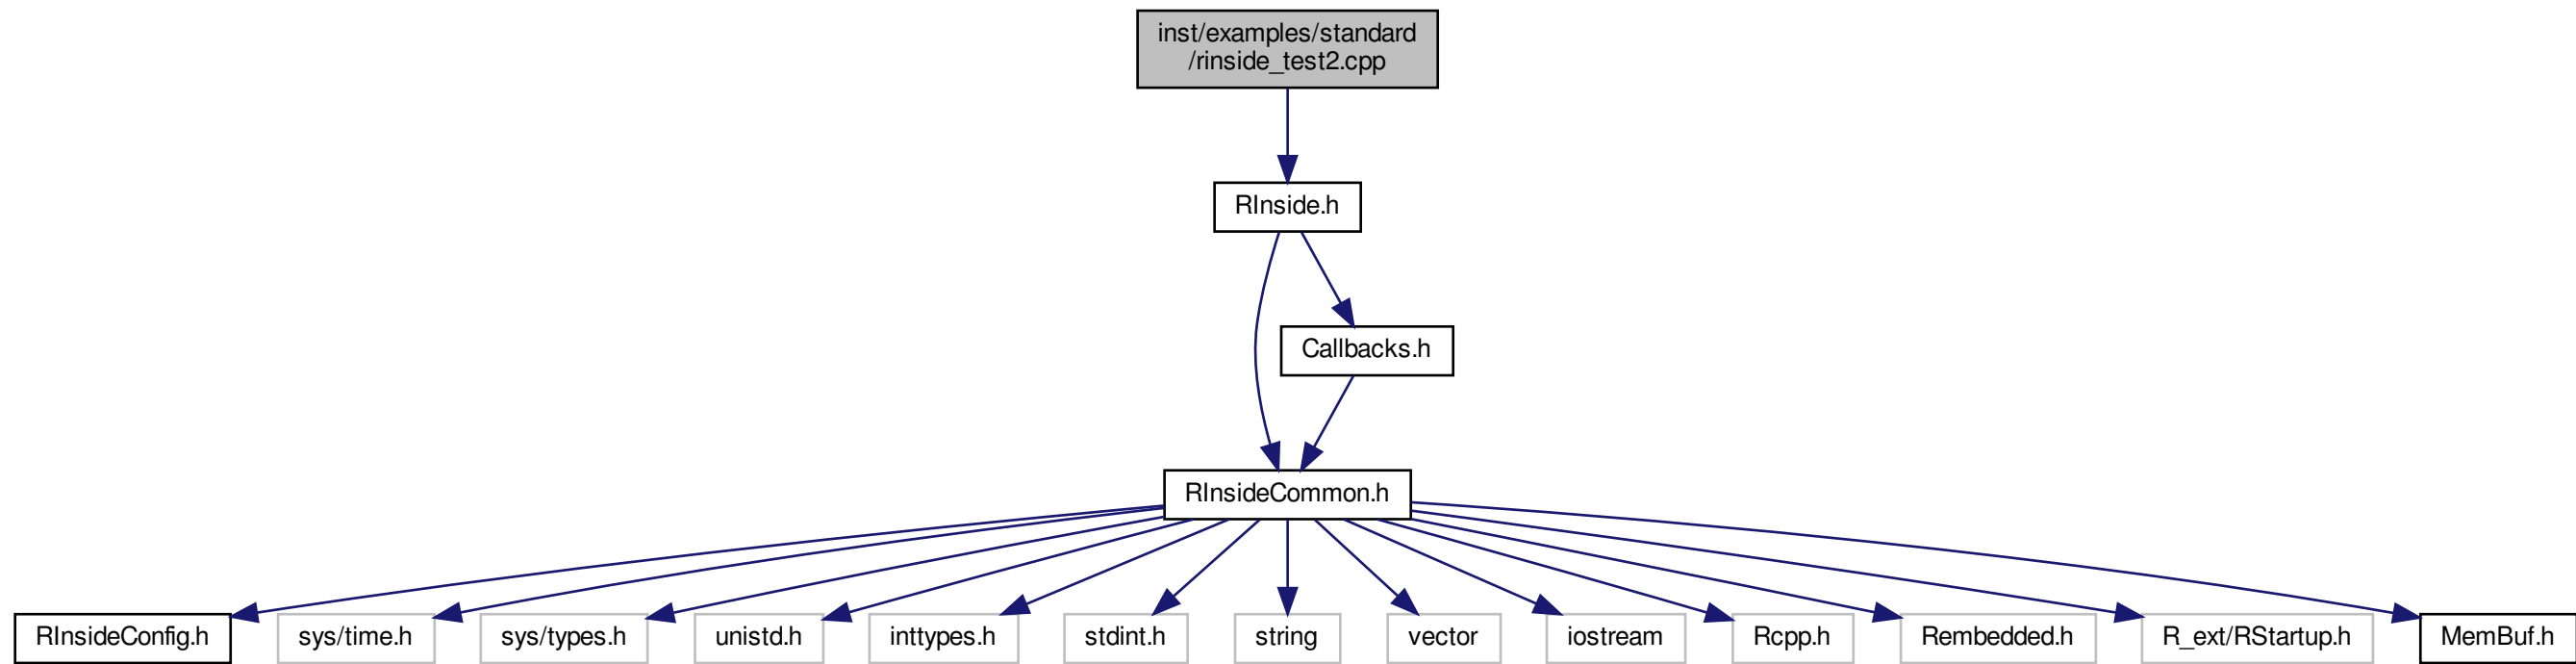 inst/examples/standard
/rinside_test2.cpp
RInside.h
Callbacks.h
RInsideCommon.h
RInsideConfig.h
sys/time.h
sys/types.h
unistd.h
inttypes.h
stdint.h
string
vector
iostream
Rcpp.h
Rembedded.h
R_ext/RStartup.h
MemBuf.h